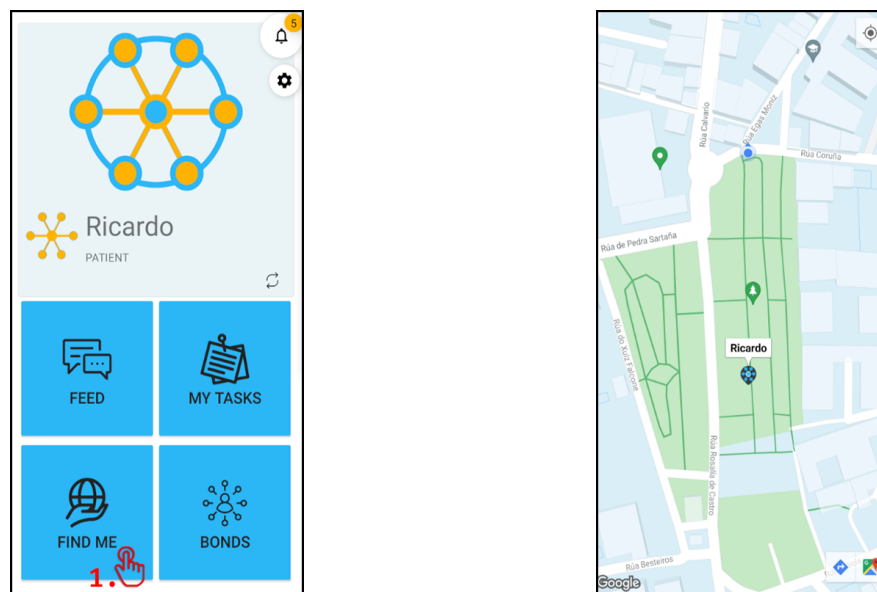 5
Ricardo
PATIENT
FEED
MY TASKS
FIND ME
BONDS
1.
Rúa Calvario
Rúa Egas Moniz
Rúa Coruña
Rúa de Pedra Sartaña
Rúa do Xuiz Falcone
Ricardo
Rúa Rosalía de Castro
Rúa Besteiros
Google